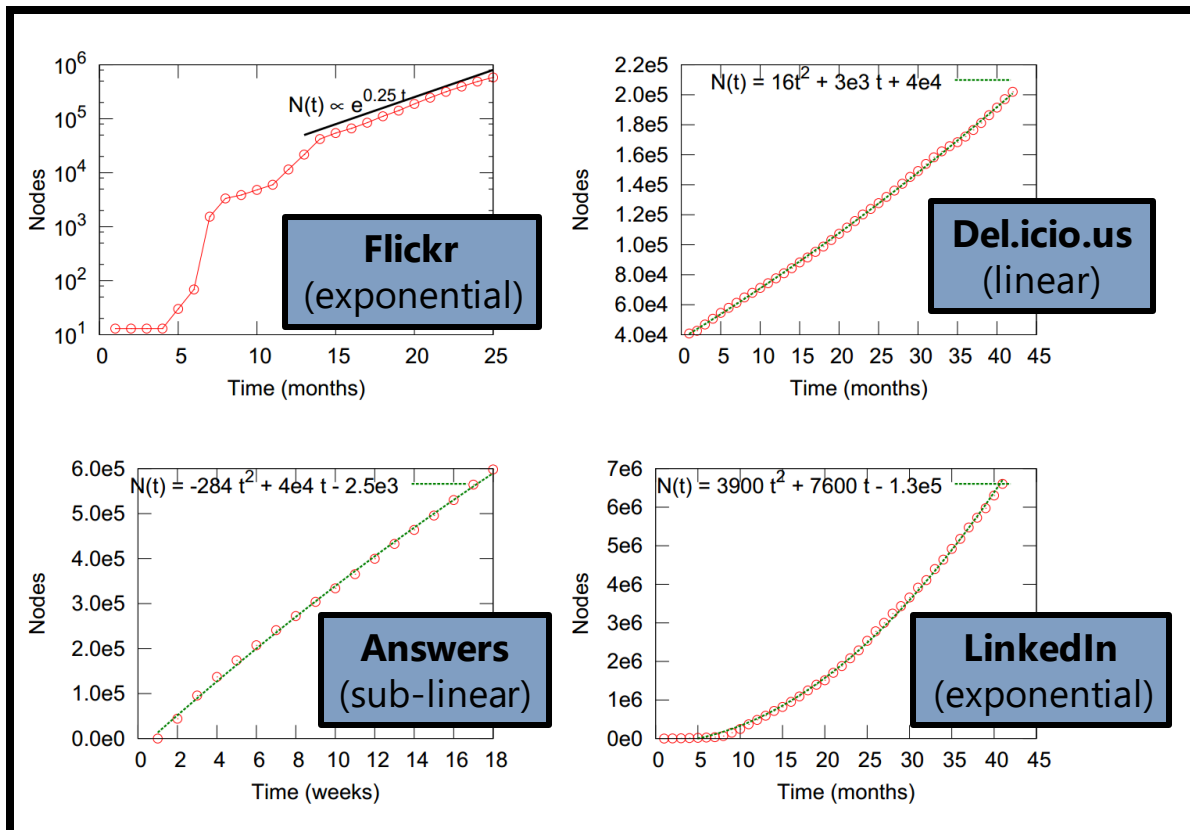 10^6
10^5
10^4
10^3
10^2
10^1
Nodes
N(t) ∝ e^0.25 t
Flickr
(exponential)
0 5 10 15 20 25
Time (months)
2.2e5
2.0e5
1.8e5
1.6e5
1.4e5
1.2e5
1.0e5
8.0e4
6.0e4
4.0e4
Nodes
N(t) = 16t^2 + 3e3 t + 4e4
Del.icio.us
(linear)
0 5 10 15 20 25 30 35 40 45
Time (months)
6.0e5
5.0e5
4.0e5
3.0e5
2.0e5
1.0e5
0.0e0
Nodes
N(t) = -284 t^2 + 4e4 t - 2.5e3
Answers
(sub-linear)
0 2 4 6 8 10 12 14 16 18
Time (weeks)
7e6
6e6
5e6
4e6
3e6
2e6
1e6
0e0
Nodes
N(t) = 3900 t^2 + 7600 t - 1.3e5
LinkedIn
(exponential)
0 5 10 15 20 25 30 35 40 45
Time (months)